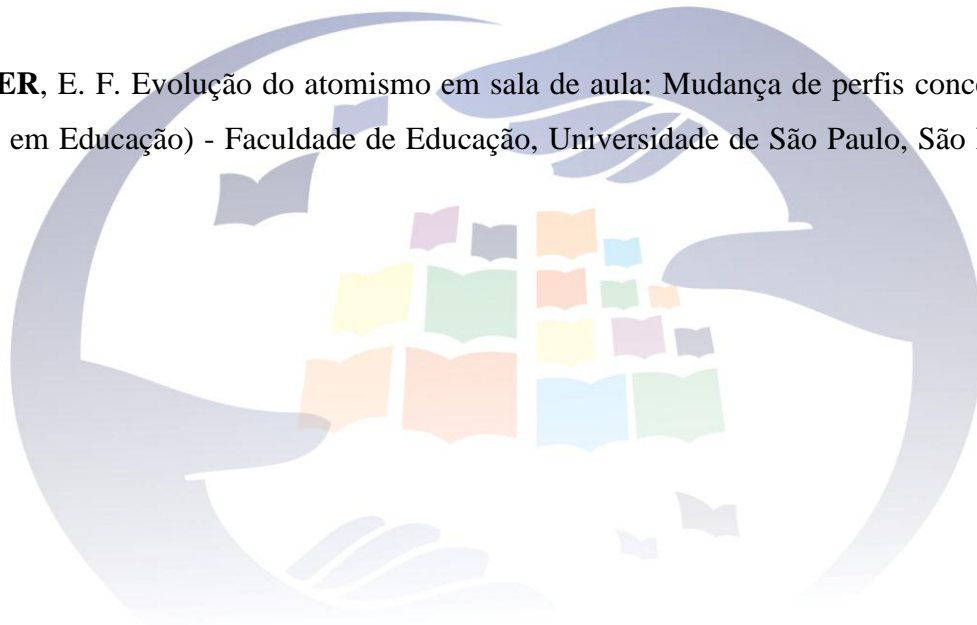 ER, E. F. Evolução do atomismo em sala de aula: Mudança de perfis conce
em Educação) - Faculdade de Educação, Universidade de São Paulo, São